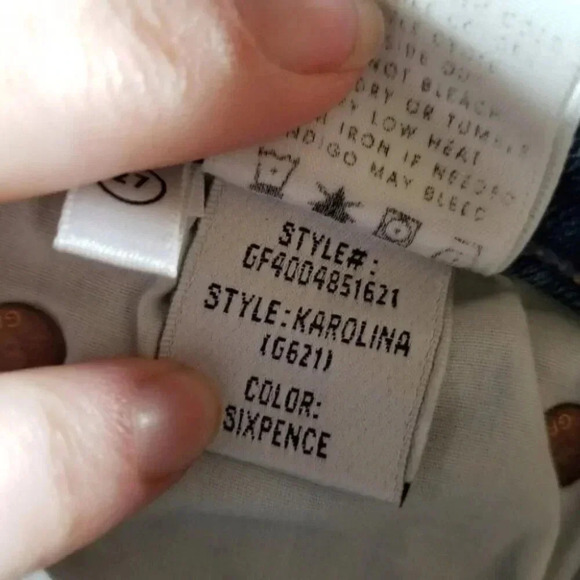 NOT BLEACH
DRY OR TUMBLE
LOW HEAT
IRON IF NEEDED
INDIGO MAY BLEED
STYLE#:
GF4004851621
STYLE:KAROLINA
(G621)
COLOR:
SIXPENCE